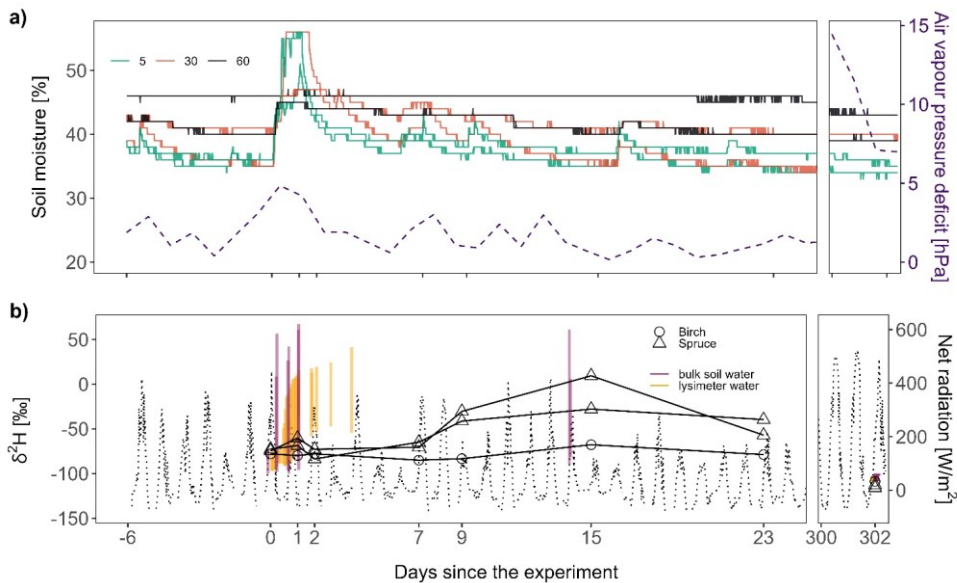 a)
5 30 60
Soil moisture [%]
50
40
30
20
Air vapour pressure deficit [hPa]
15
10
5
0
b)
Birch
Spruce
bulk soil water
lysimeter water
δ²H [‰]
50
0
-50
-100
-150
Net radiation [W/m²]
600
400
200
0
-6 0 1 2 7 9 15 23 300 302
Days since the experiment